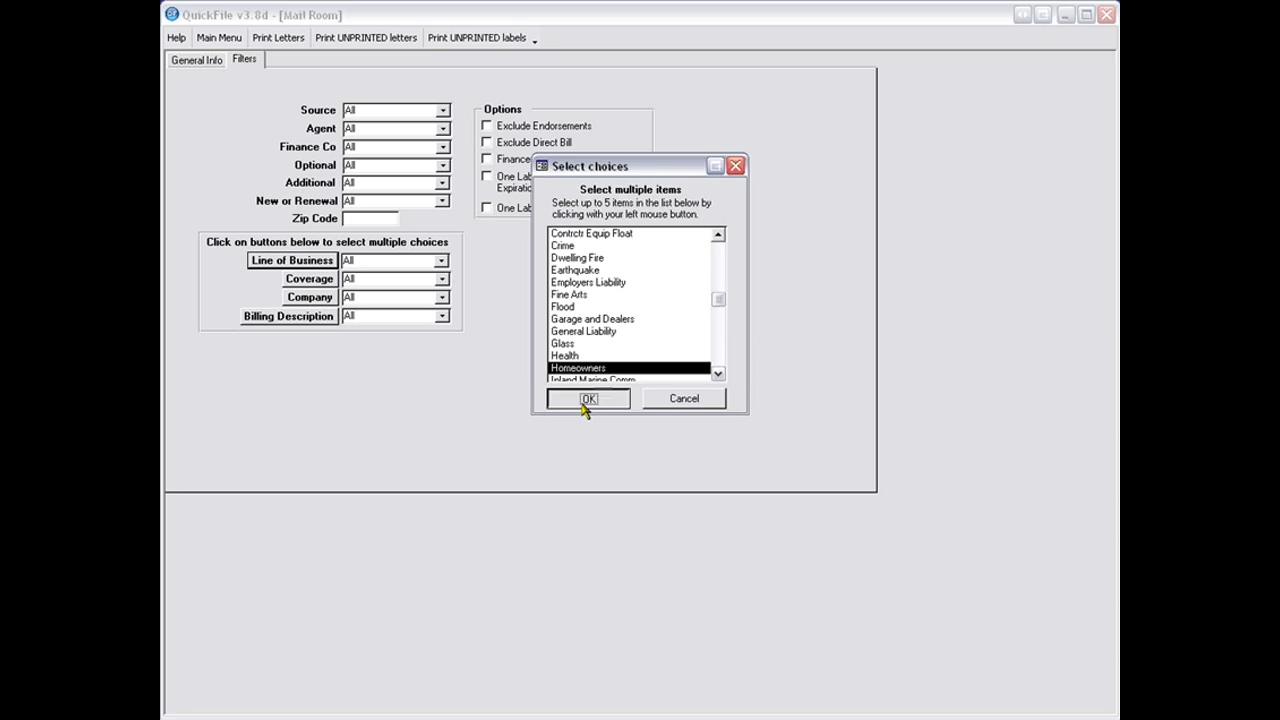 QuickFile v3.8d - [Mail Room]
Help Main Menu Print Letters Print UNPRINTED letters Print UNPRINTED labels
General Info Filters
Source All
Agent All
Finance Co All
Optional All
Additional All
New or Renewal All
Zip Code
Click on buttons below to select multiple choices
Line of Business All
Coverage All
Company All
Billing Description All
Options
Exclude Endorsements
Exclude Direct Bill
Finance
One Lab
Expiratio
One Lab
Select choices
Select multiple items
Select up to 5 items in the list below by
clicking with your left mouse button.
Contrctr Equip Float
Crime
Dwelling Fire
Earthquake
Employers Liability
Fine Arts
Flood
Garage and Dealers
General Liability
Glass
Health
Homeowners
Inland Marine Comm
OK Cancel